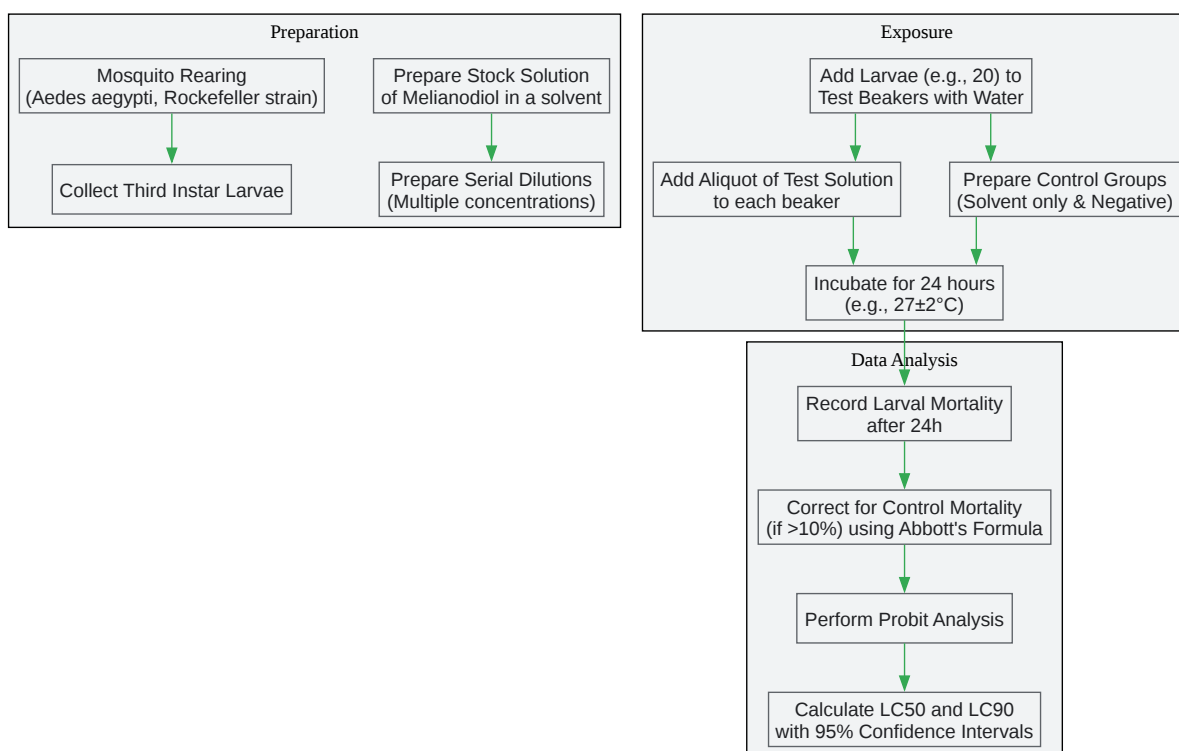 Preparation
Mosquito Rearing
(Aedes aegypti, Rockefeller strain)
Collect Third Instar Larvae
Prepare Stock Solution
of Melianodiol in a solvent
Prepare Serial Dilutions
(Multiple concentrations)
Exposure
Add Larvae (e.g., 20) to
Test Beakers with Water
Add Aliquot of Test Solution
to each beaker
Prepare Control Groups
(Solvent only & Negative)
Incubate for 24 hours
(e.g., 27±2°C)
Data Analysis
Record Larval Mortality
after 24h
Correct for Control Mortality
(if >10%) using Abbott's Formula
Perform Probit Analysis
Calculate LC50 and LC90
with 95% Confidence Intervals